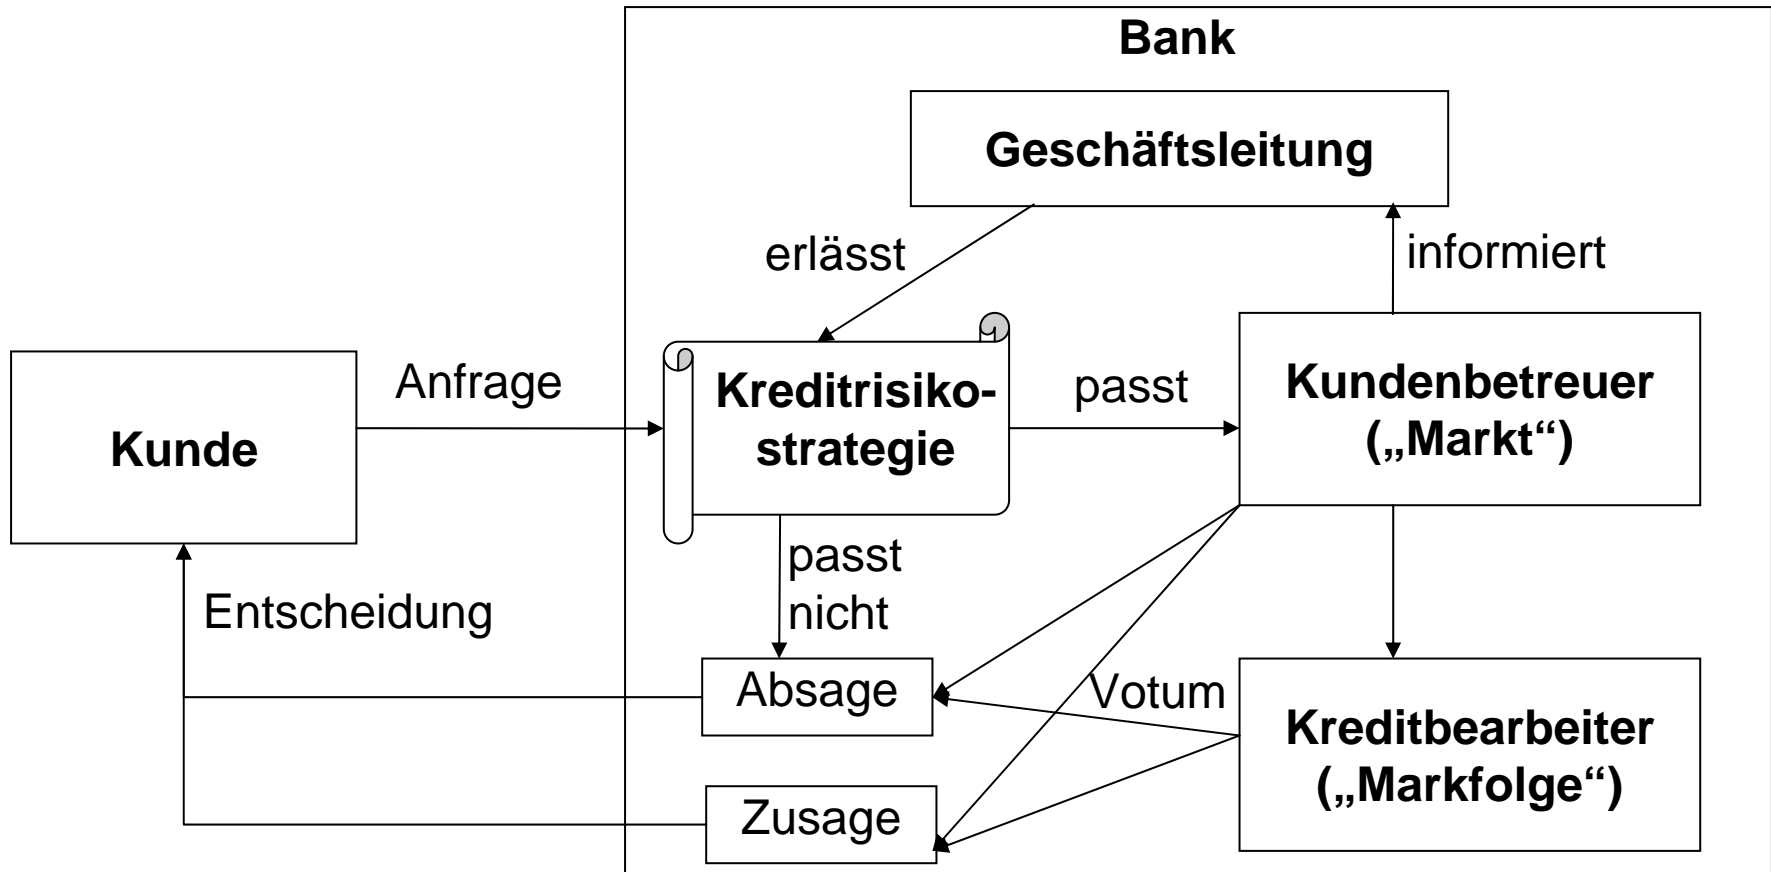 Bank
Geschäftsleitung
erlässt
informiert
Anfrage
Kunde
Kreditrisiko-
strategie
passt
Kundenbetreuer
(„Markt“)
passt
nicht
Entscheidung
Absage
Votum
Kreditbearbeiter
(„Markfolge“)
Zusage